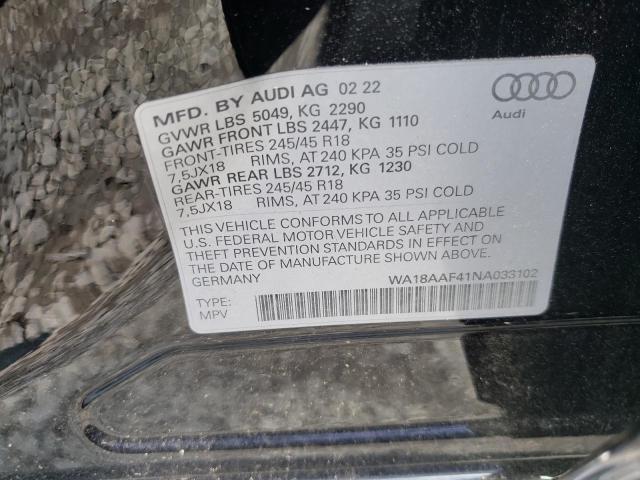 MFD. BY AUDI AG 02 22
GVWR LBS 5049, KG 2290
GAWR FRONT LBS 2447, KG 1110
FRONT-TIRES 245/45 R18
7,5JX18 RIMS, AT 240 KPA 35 PSI COLD
GAWR REAR LBS 2712, KG 1230
REAR-TIRES 245/45 R18
7,5JX18 RIMS, AT 240 KPA 35 PSI COLD
Audi
THIS VEHICLE CONFORMS TO ALL APPLICABLE
U.S. FEDERAL MOTOR VEHICLE SAFETY AND
THEFT PREVENTION STANDARDS IN EFFECT ON
THE DATE OF MANUFACTURE SHOWN ABOVE.
GERMANY
WA18AAF41NA033102
TYPE:
MPV